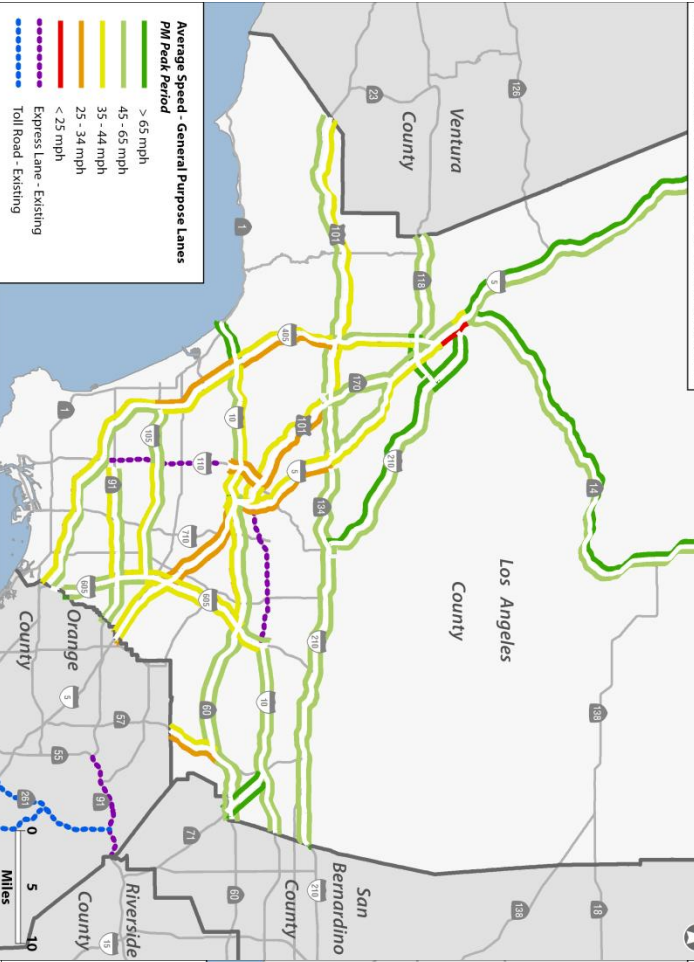 126
23
Ventura
County
1
101
118
5
405
170
14
210
Los Angeles
County
10
101
5
134
1
105
110
91
710
605
605
210
138
Orange
County
5
57
60
10
55
91
261
71
60
210
San
Bernardino
County
138
18
Riverside
County
15
Average Speed - General Purpose Lanes
PM Peak Period
> 65 mph
45 - 65 mph
35 - 44 mph
25 - 34 mph
< 25 mph
Express Lane - Existing
Toll Road - Existing
0
5
10
Miles